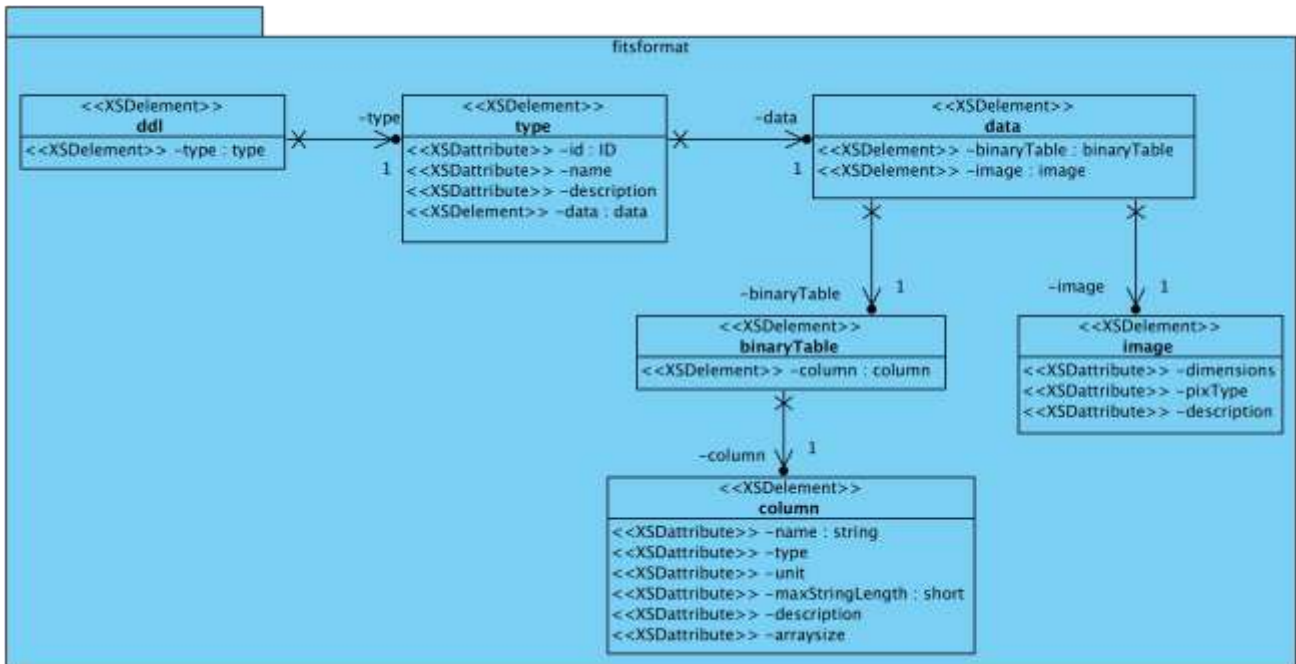 fitsformat
<<XSDelement>>
ddl
<<XSDelement>> -type : type
-type
1
<<XSDelement>>
type
<<XSDattribute>> -id : ID
<<XSDattribute>> -name
<<XSDattribute>> -description
<<XSDelement>> -data : data
-data
1
<<XSDelement>>
data
<<XSDelement>> -binaryTable : binaryTable
<<XSDelement>> -image : image
-binaryTable
1
-image
1
<<XSDelement>>
binaryTable
<<XSDelement>> -column : column
<<XSDelement>>
image
<<XSDattribute>> -dimensions
<<XSDattribute>> -pixType
<<XSDattribute>> -description
-column
1
<<XSDelement>>
column
<<XSDattribute>> -name : string
<<XSDattribute>> -type
<<XSDattribute>> -unit
<<XSDattribute>> -maxStringLength : short
<<XSDattribute>> -description
<<XSDattribute>> -arraysize